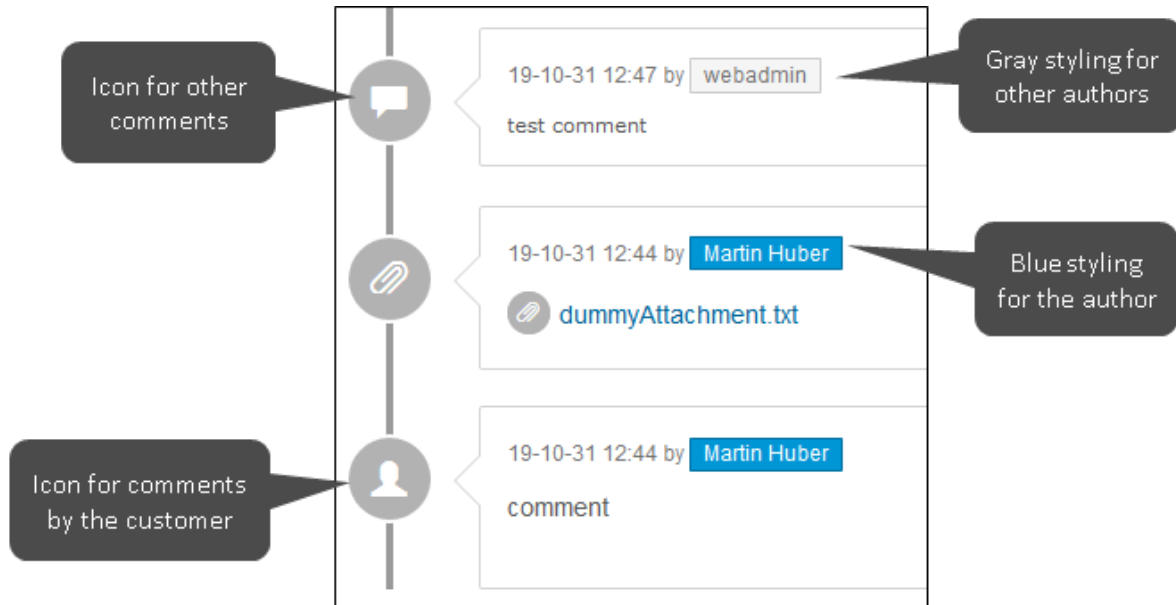 Icon for other
comments
19-10-31 12:47 by webadmin
test comment
Gray styling for
other authors
19-10-31 12:44 by Martin Huber
dummyAttachment.txt
Blue styling
for the author
Icon for comments
by the customer
19-10-31 12:44 by Martin Huber
comment